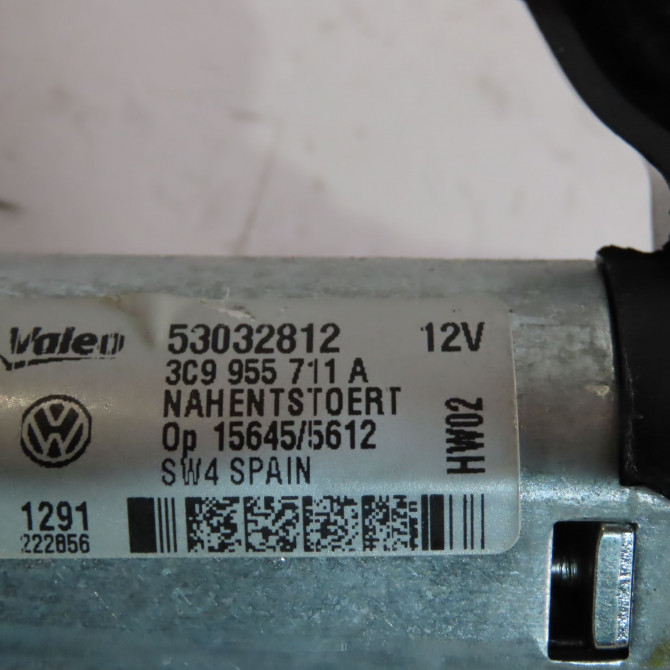 Valeo 53032812 12V
3C9 955 711 A
NAHENTSTOERT
Op 15645/5612
SW4 SPAIN
HW02
1291
222856